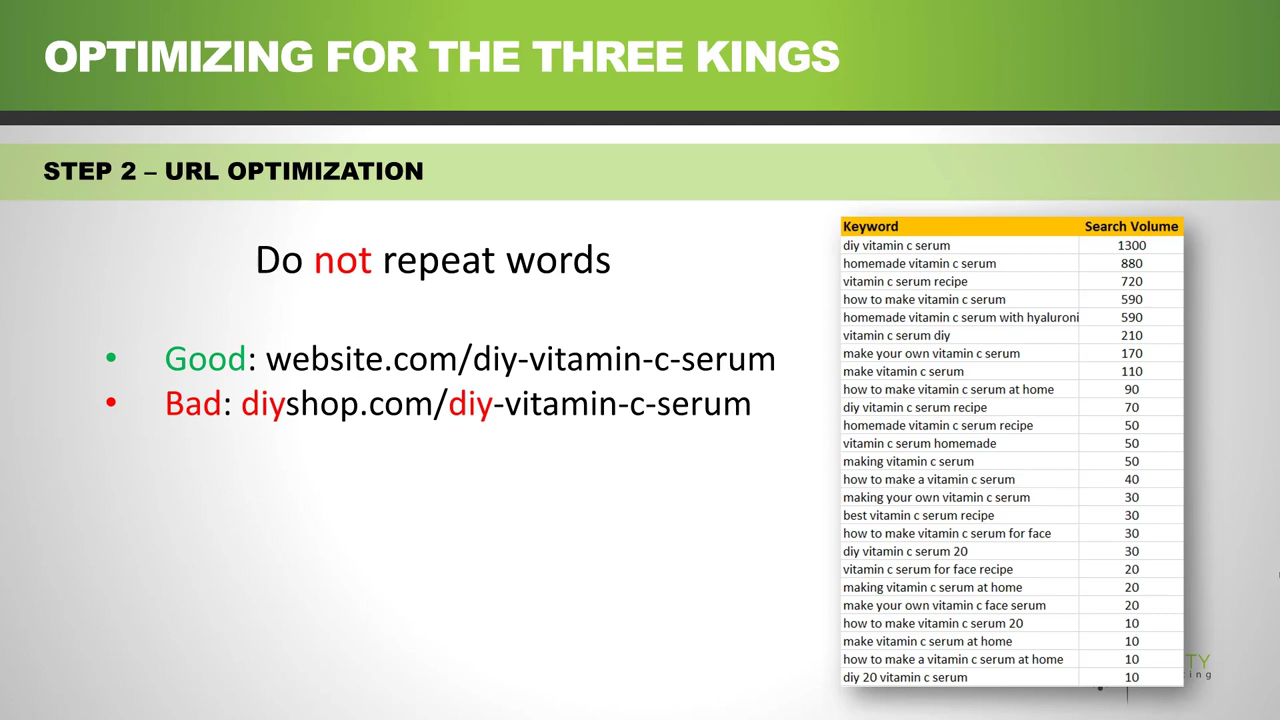 OPTIMIZING FOR THE THREE KINGS
STEP 2 – URL OPTIMIZATION
Do not repeat words
• Good: website.com/diy-vitamin-c-serum
• Bad: diyshop.com/diy-vitamin-c-serum
Keyword Search Volume
diy vitamin c serum 1300
homemade vitamin c serum 880
vitamin c serum recipe 720
how to make vitamin c serum 590
homemade vitamin c serum with hyaluroni 590
vitamin c serum diy 210
make your own vitamin c serum 170
make vitamin c serum 110
how to make vitamin c serum at home 90
diy vitamin c serum recipe 70
homemade vitamin c serum recipe 50
vitamin c serum homemade 50
making vitamin c serum 50
how to make a vitamin c serum 40
making your own vitamin c serum 30
best vitamin c serum recipe 30
how to make vitamin c serum for face 30
diy vitamin c serum 20 30
vitamin c serum for face recipe 20
making vitamin c serum at home 20
make your own vitamin c face serum 20
how to make vitamin c serum 20 10
make vitamin c serum at home 10
how to make a vitamin c serum at home 10
diy 20 vitamin c serum 10
TY
ing